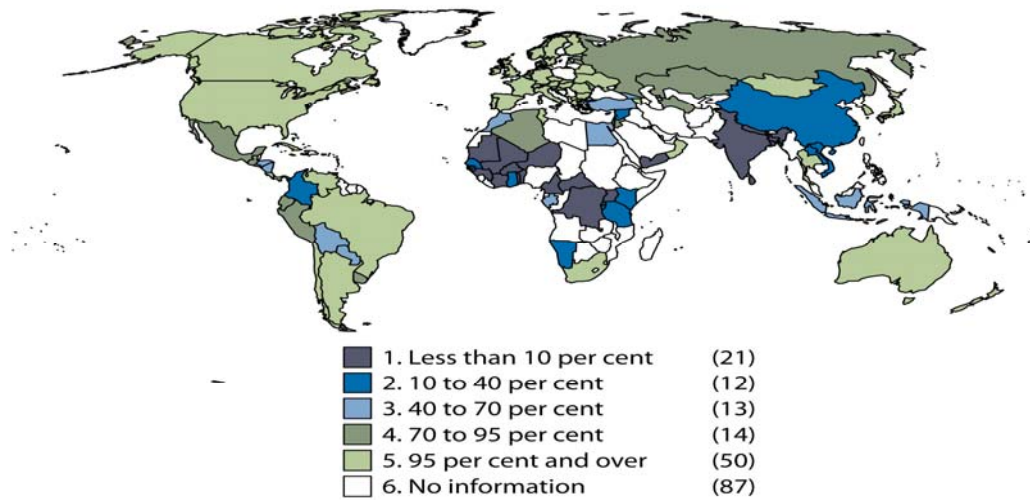 1. Less than 10 per cent (21)
2. 10 to 40 per cent (12)
3. 40 to 70 per cent (13)
4. 70 to 95 per cent (14)
5. 95 per cent and over (50)
6. No information (87)